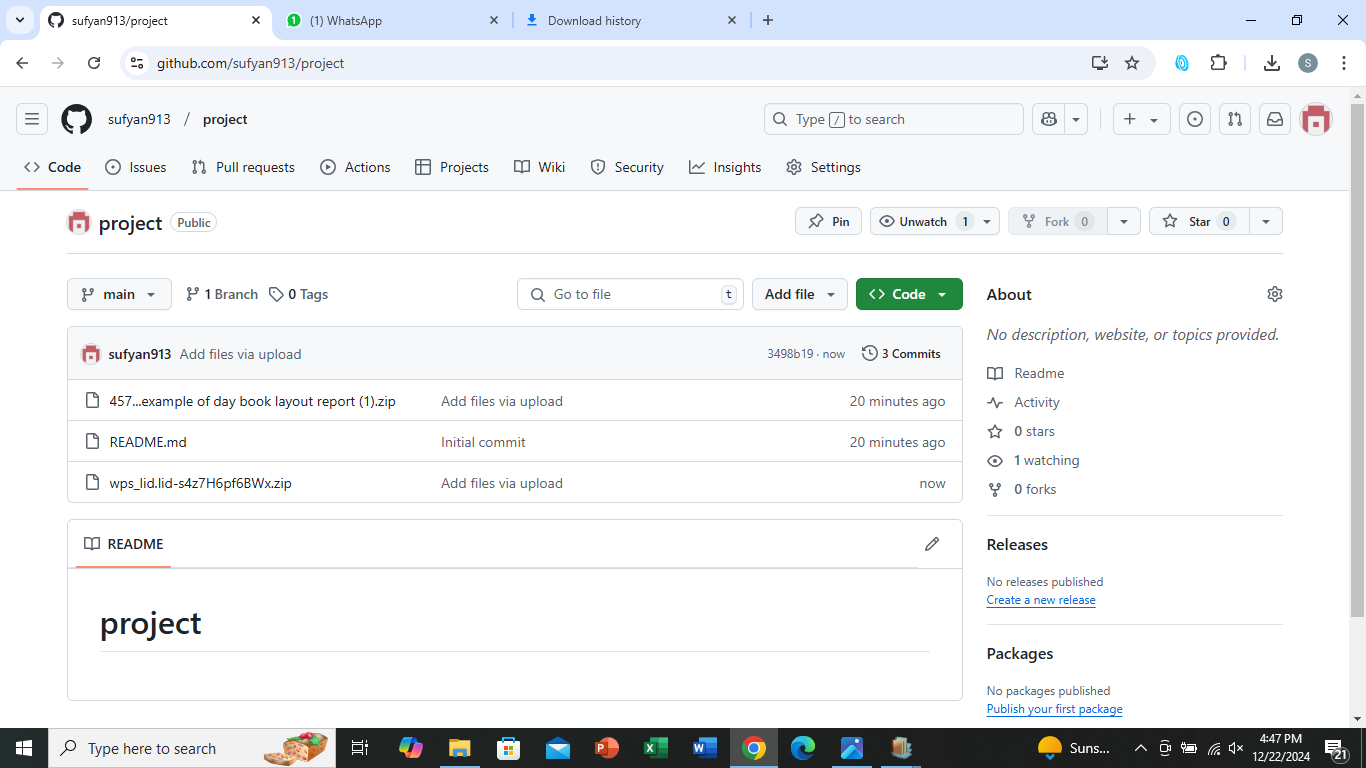 sufyan913/project
(1) WhatsApp
Download history
github.com/sufyan913/project
S
sufyan913 / project
Type / to search
Code Issues Pull requests Actions Projects Wiki Security Insights Settings
project Public
Pin Unwatch 1 Fork 0 Star 0
main 1 Branch 0 Tags Go to file t Add file Code
sufyan913 Add files via upload 3498b19 · now 3 Commits
457...example of day book layout report (1).zip Add files via upload 20 minutes ago
README.md Initial commit 20 minutes ago
wps_lid.lid-s4z7H6pf6BWx.zip Add files via upload now
README
project
About
No description, website, or topics provided.
Readme
Activity
0 stars
1 watching
0 forks
Releases
No releases published
Create a new release
Packages
No packages published
Publish your first package
Type here to search
Suns...
4:47 PM
12/22/2024
21